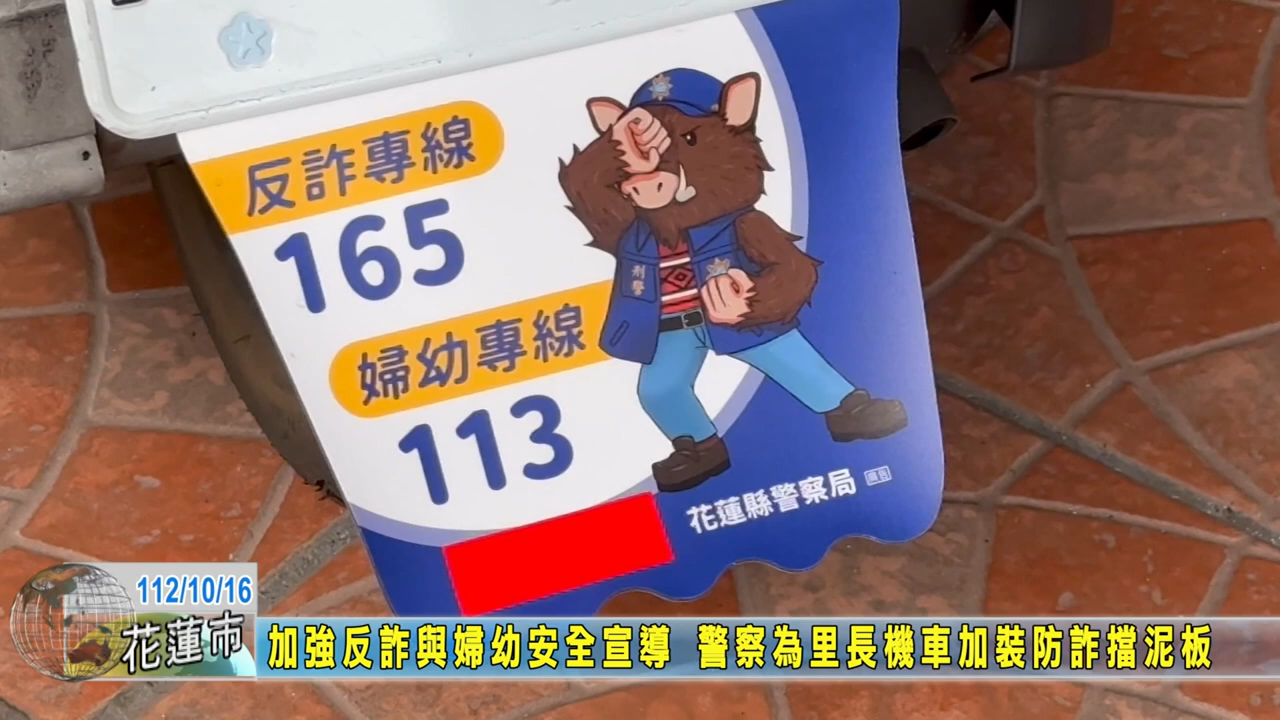 反詐專線
165
婦幼專線
113
刑警
花蓮縣警察局 廣告
112/10/16
花蓮市
加強反詐與婦幼安全宣導 警察為里長機車加裝防詐擋泥板